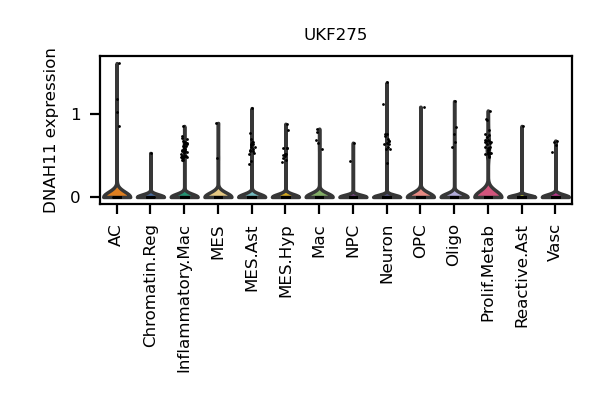 UKF275
DNAH11 expression
1
0
AC
Chromatin.Reg
Inflammatory.Mac
MES
MES.Ast
MES.Hyp
Mac
NPC
Neuron
OPC
Oligo
Prolif.Metab
Reactive.Ast
Vasc